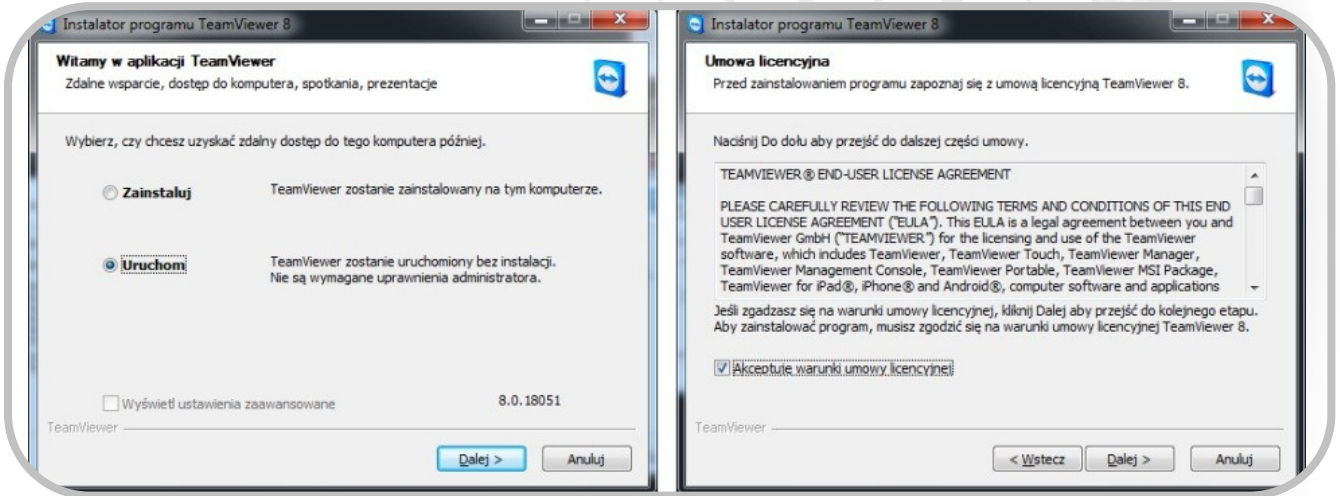 Instalator programu TeamViewer 8
Witamy w aplikacji TeamViewer
Zdalne wsparcie, dostęp do komputera, spotkania, prezentacje
Wybierz, czy chcesz uzyskać zdalny dostęp do tego komputera później.
Zainstaluj
TeamViewer zostanie zainstalowany na tym komputerze.
Uruchom
TeamViewer zostanie uruchomiony bez instalacji.
Nie są wymagane uprawnienia administratora.
Wyświetl ustawienia zaawansowane
8.0.18051
TeamViewer
Dalej >
Anuluj
Instalator programu TeamViewer 8
Umowa licencyjna
Przed zainstalowaniem programu zapoznaj się z umową licencyjną TeamViewer 8.
Naciśnij Do dołu aby przejść do dalszej części umowy.
TEAMVIEWER® END-USER LICENSE AGREEMENT
PLEASE CAREFULLY REVIEW THE FOLLOWING TERMS AND CONDITIONS OF THIS END
USER LICENSE AGREEMENT ("EULA"). This EULA is a legal agreement between you and
TeamViewer GmbH ("TEAMVIEWER") for the licensing and use of the TeamViewer
software, which includes TeamViewer, TeamViewer Touch, TeamViewer Manager,
TeamViewer Management Console, TeamViewer Portable, TeamViewer MSI Package,
TeamViewer for iPad®, iPhone® and Android®, computer software and applications
Jeśli zgadzasz się na warunki umowy licencyjnej, kliknij Dalej aby przejść do kolejnego etapu.
Aby zainstalować program, musisz zgodzić się na warunki umowy licencyjnej TeamViewer 8.
Akceptuję warunki umowy licencyjnej
TeamViewer
< Wstecz
Dalej >
Anuluj